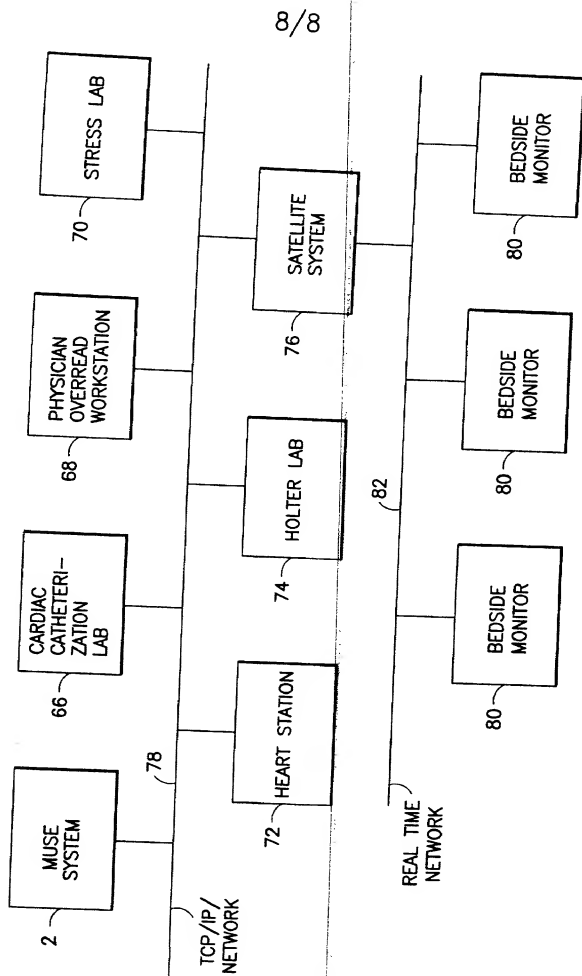 8/8
MUSE
SYSTEM
2
CARDIAC
CATHETERI-
ZATION
LAB
66
PHYSICIAN
OVERREAD
WORKSTATION
68
STRESS LAB
70
78
TCP/IP/
NETWORK
HEART STATION
72
HOLTER LAB
74
SATELLITE
SYSTEM
76
82
REAL TIME
NETWORK
BEDSIDE
MONITOR
80
BEDSIDE
MONITOR
80
BEDSIDE
MONITOR
80